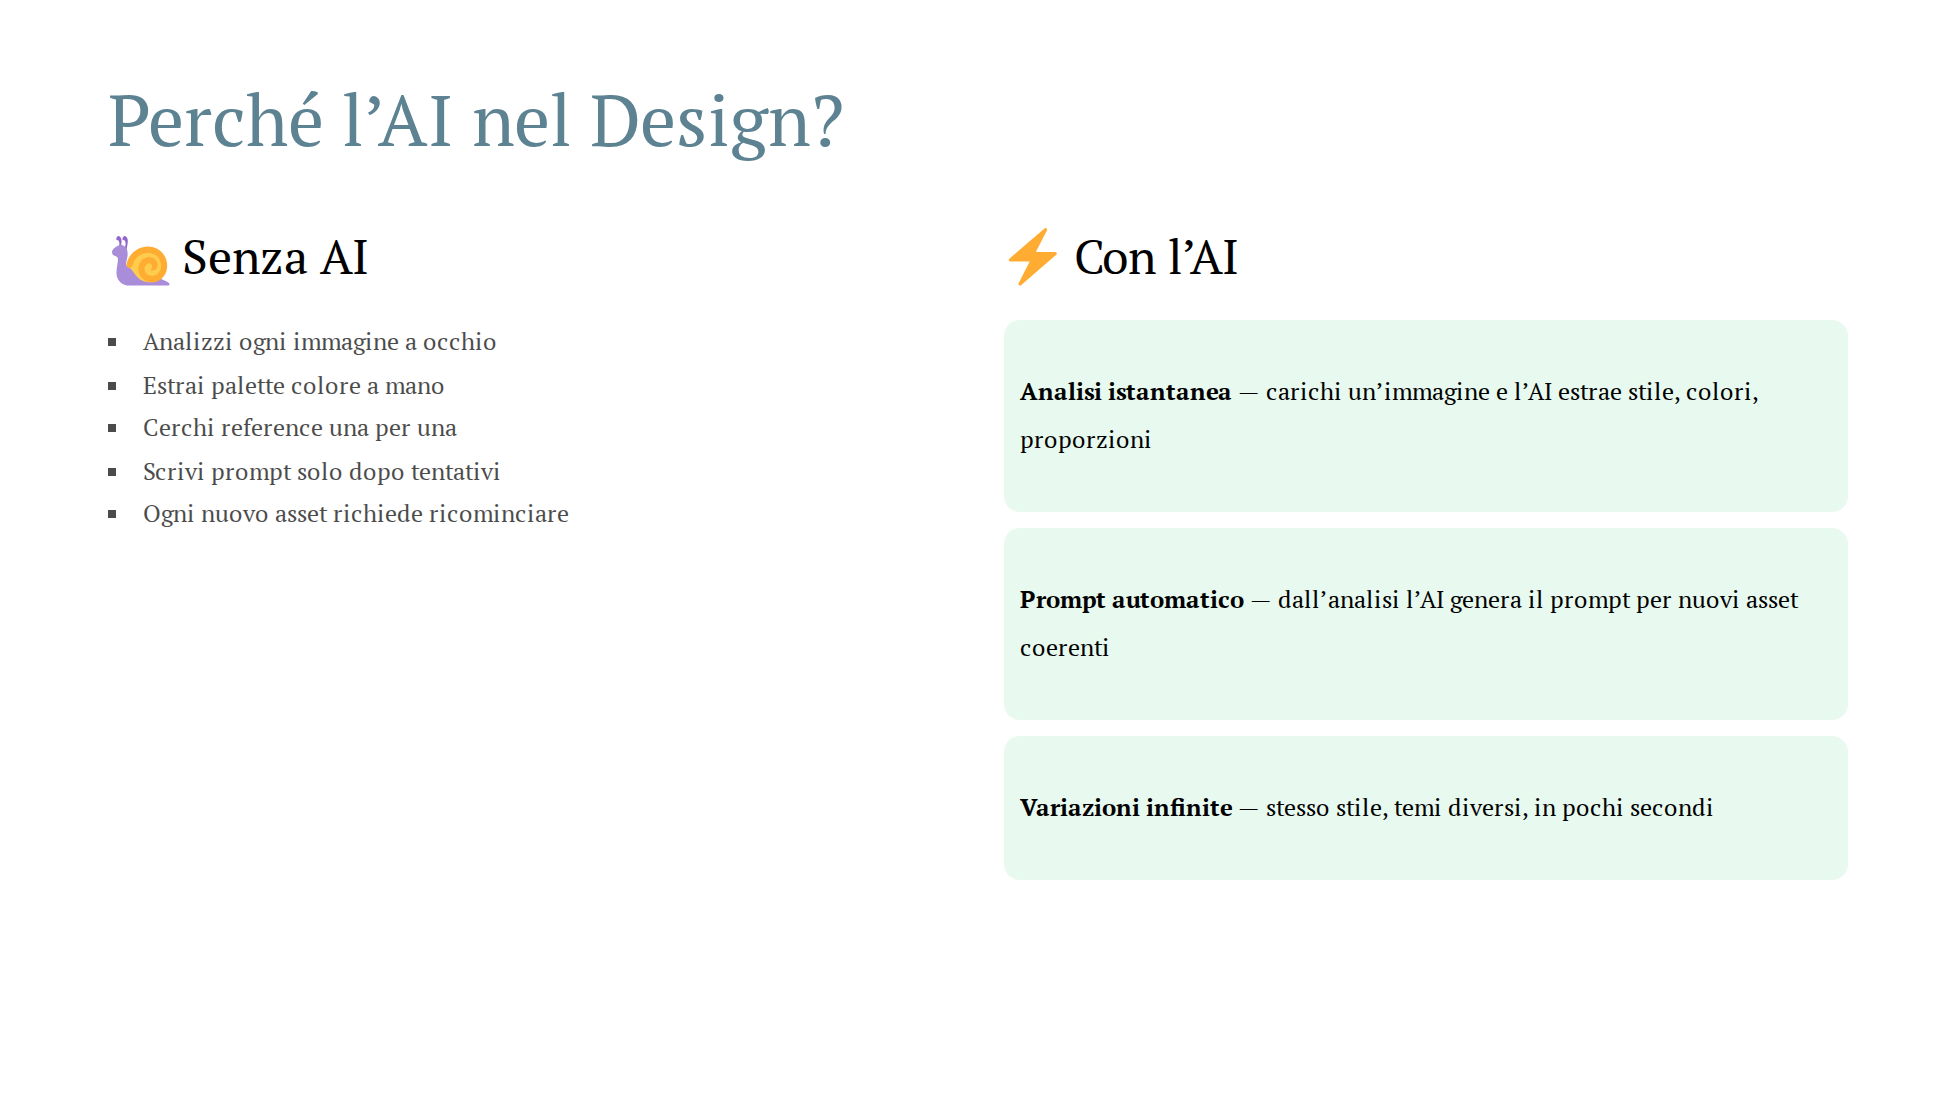 Perché l’AI nel Design?
🐌 Senza AI
▪ Analizzi ogni immagine a occhio
▪ Estrai palette colore a mano
▪ Cerchi reference una per una
▪ Scrivi prompt solo dopo tentativi
▪ Ogni nuovo asset richiede ricominciare
⚡ Con l’AI
Analisi istantanea — carichi un’immagine e l’AI estrae stile, colori,
proporzioni
Prompt automatico — dall’analisi l’AI genera il prompt per nuovi asset
coerenti
Variazioni infinite — stesso stile, temi diversi, in pochi secondi